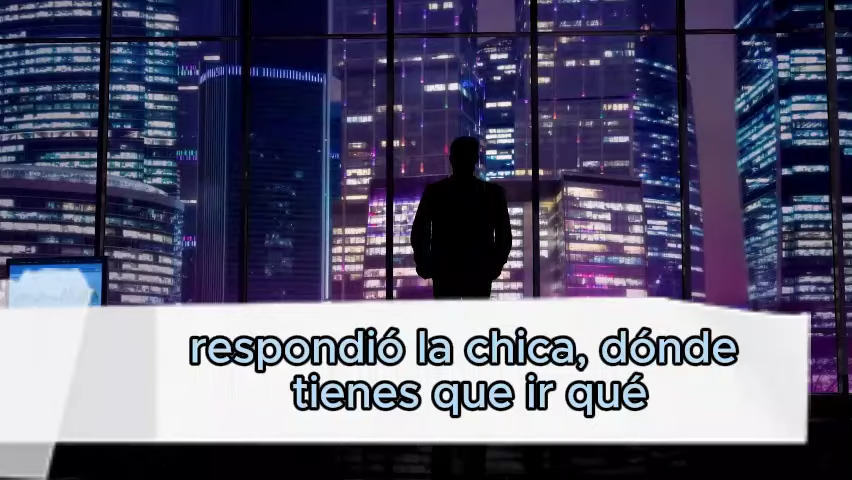 respondió la chica, dónde
tienes que ir qué